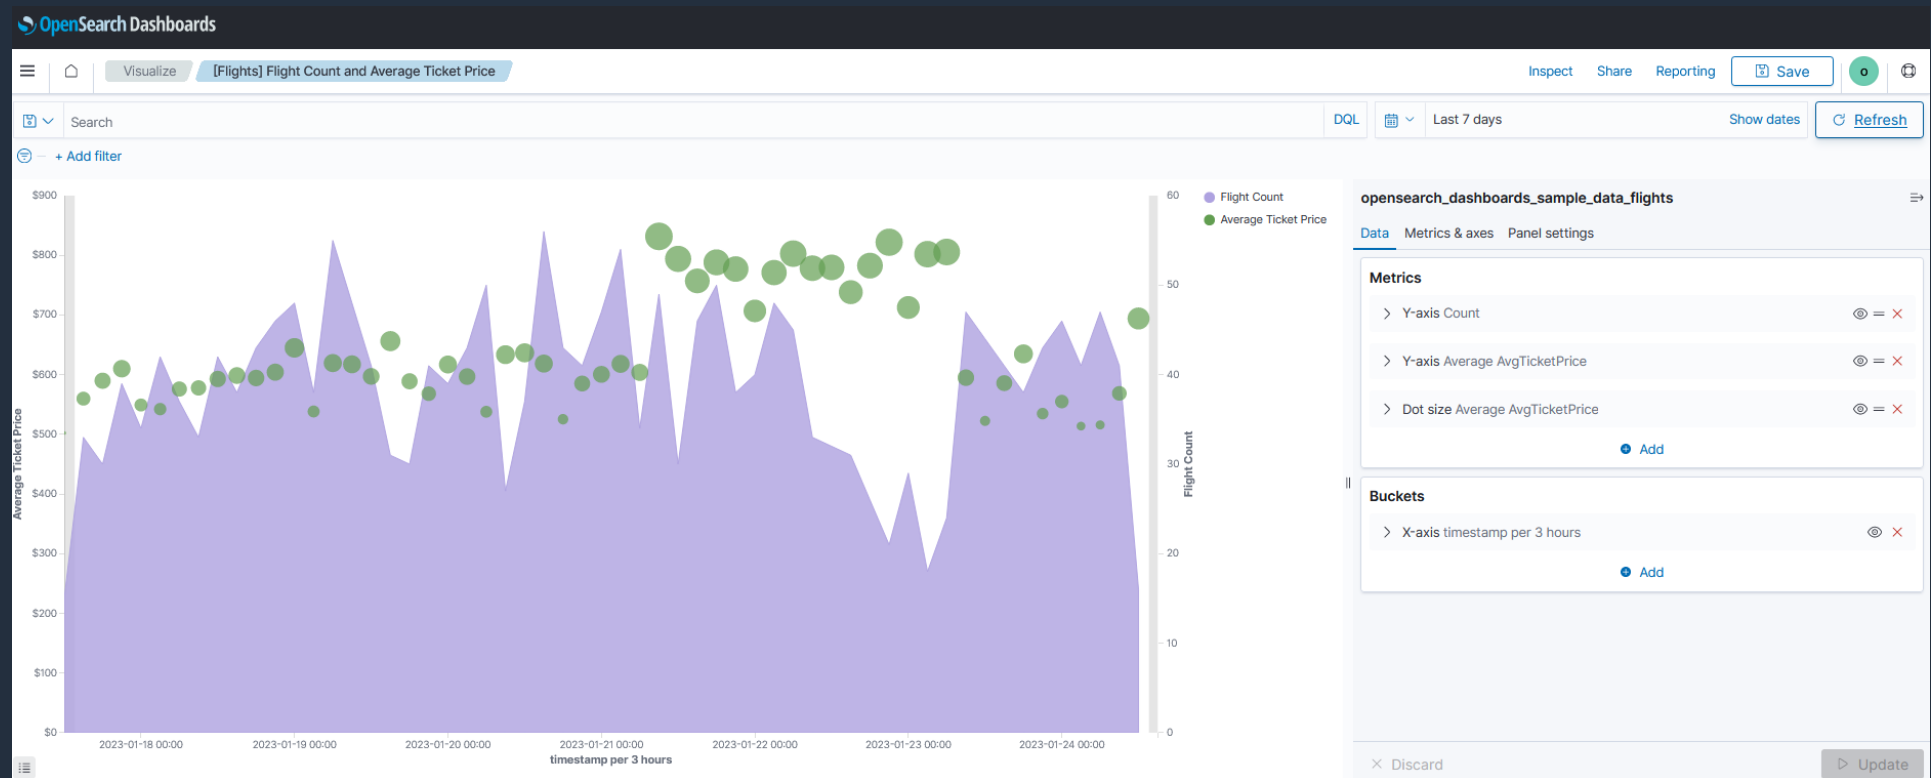 OpenSearch Dashboards
Visualize
[Flights] Flight Count and Average Ticket Price
Inspect
Share
Reporting
Save
o
Search
DQL
Last 7 days
Show dates
Refresh
+ Add filter
$900
$800
$700
$600
$500
$400
$300
$200
$100
$0
Average Ticket Price
2023-01-18 00:00
2023-01-19 00:00
2023-01-20 00:00
2023-01-21 00:00
2023-01-22 00:00
2023-01-23 00:00
2023-01-24 00:00
timestamp per 3 hours
60
50
40
30
20
10
0
Flight Count
Flight Count
Average Ticket Price
opensearch_dashboards_sample_data_flights
Data
Metrics & axes
Panel settings
Metrics
Y-axis Count
Y-axis Average AvgTicketPrice
Dot size Average AvgTicketPrice
Add
Buckets
X-axis timestamp per 3 hours
Add
Discard
Update